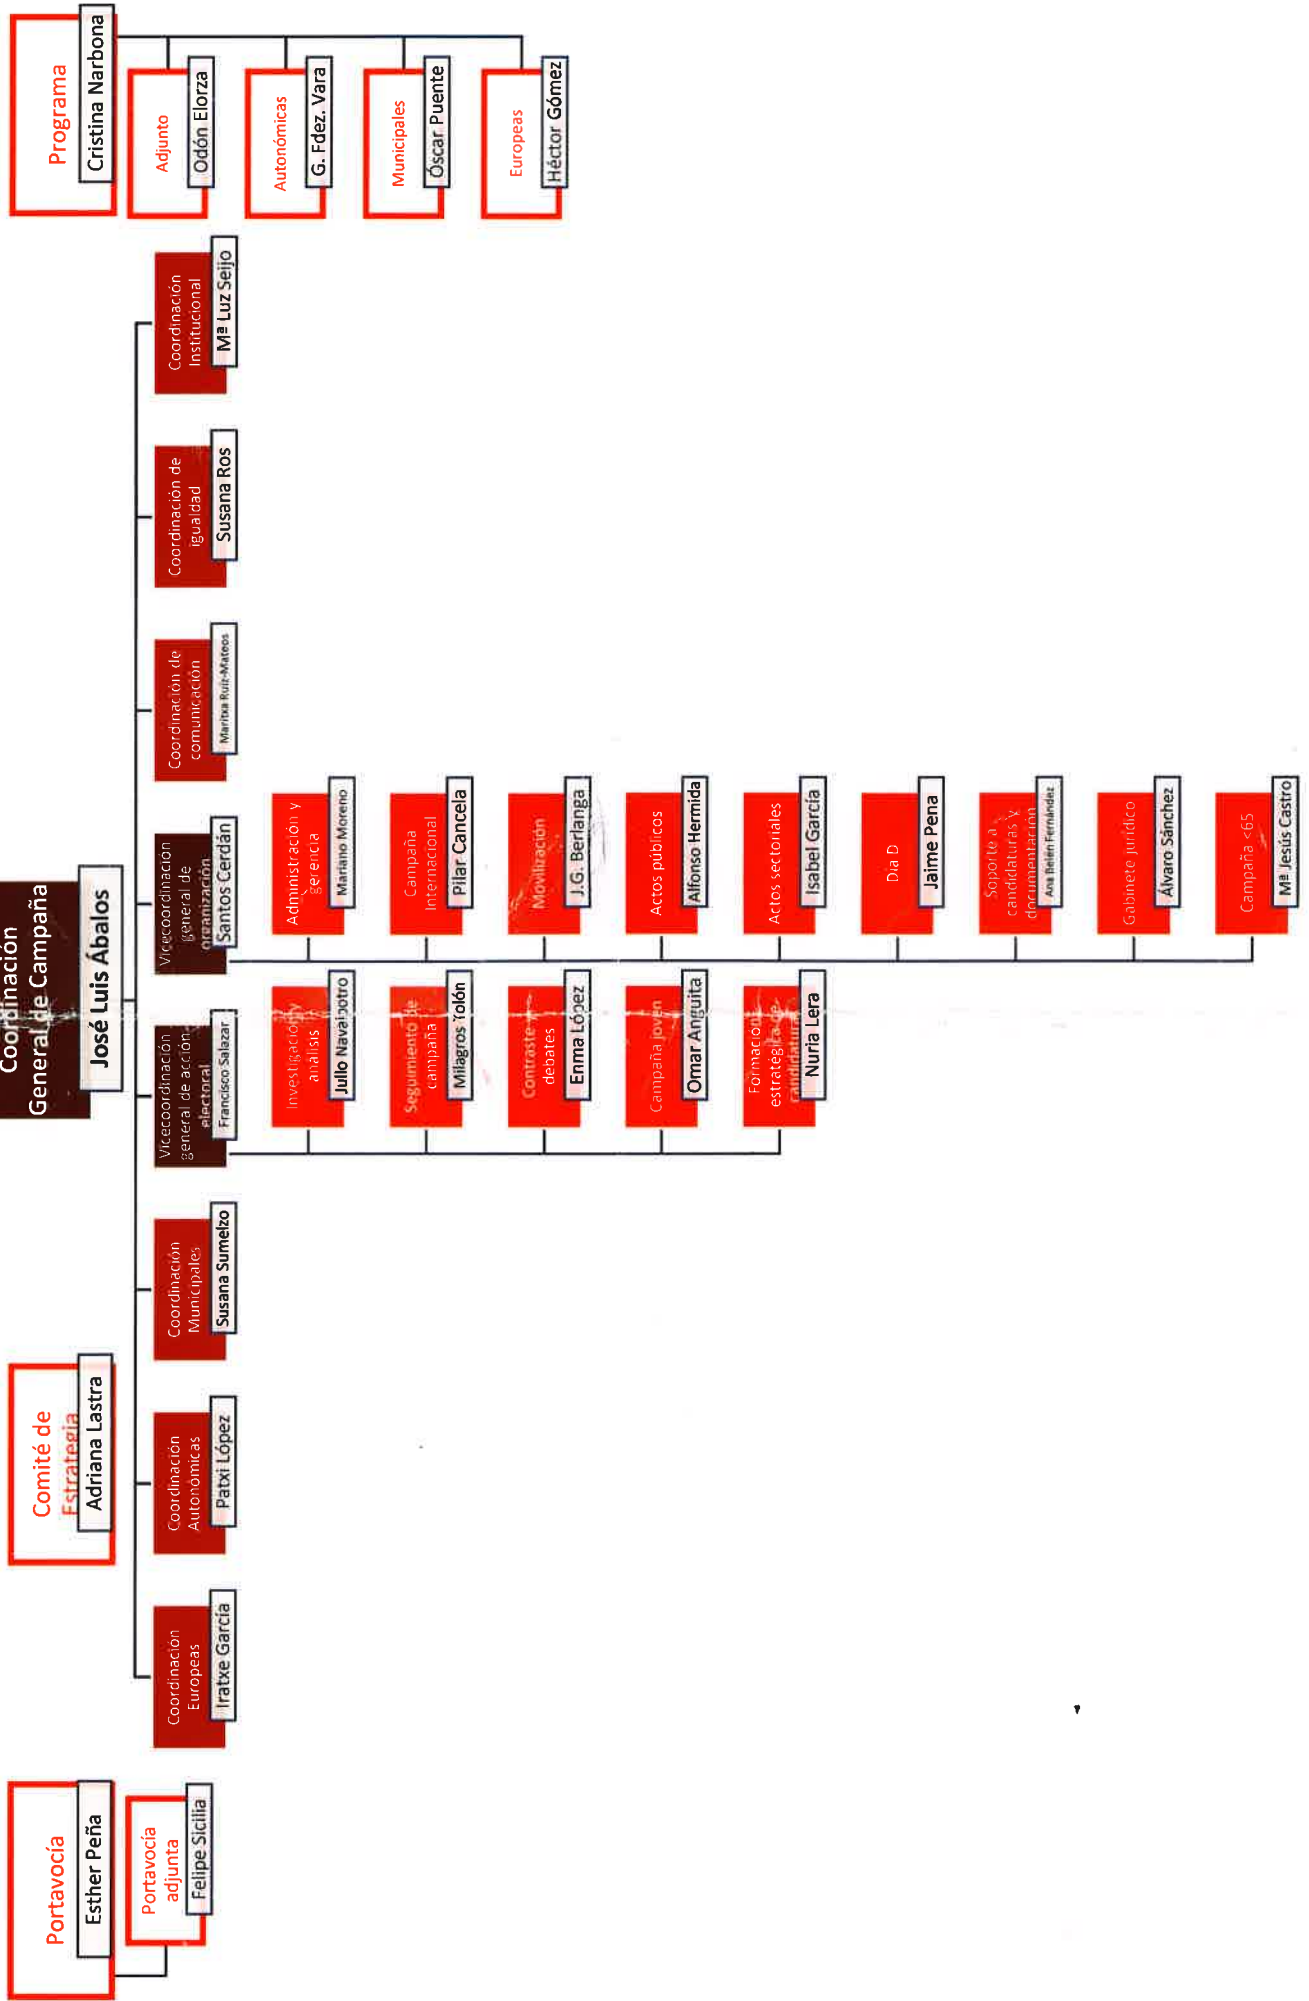 Portavocía
Esther Peña
Portavocía
adjunta
Felipe Sicilia
Comité de
Estrategia
Adriana Lastra
Coordinación
General de Campaña
José Luis Ábalos
Programa
Cristina Narbona
Adjunto
Odón Elorza
Autonómicas
G. Fdez. Vara
Municipales
Óscar Puente
Europeas
Héctor Gómez
Coordinación
Europeas
Iratxe García
Coordinación
Autonómicas
Patxi López
Coordinación
Municipales
Susana Sumelzo
Vicecoordinación
general de acción
electoral
Francisco Salazar
Investigación y
análisis
Julio Navalpotro
Seguimiento de
campaña
Milagros Tolón
Contraste y
debates
Enma López
Campaña joven
Omar Anguita
Formación
estratégica de
candidaturas
Nuria Lera
Vicecoordinación
general de
organización
Santos Cerdán
Administración y
gerencia
Mariano Moreno
Campaña
Internacional
Pilar Cancela
Movilización
J.G. Berlanga
Actos públicos
Alfonso Hermida
Actos sectoriales
Isabel García
Dia D
Jaime Pena
Soporte a
candidaturas y
documentación
Ana Belén Fernández
Gabinete jurídico
Álvaro Sánchez
Campaña <65
Mª Jesús Castro
Coordinación de
comunicación
Maritxa Ruiz-Mateos
Coordinación de
igualdad
Susana Ros
Coordinación
Institucional
Mª Luz Seijo